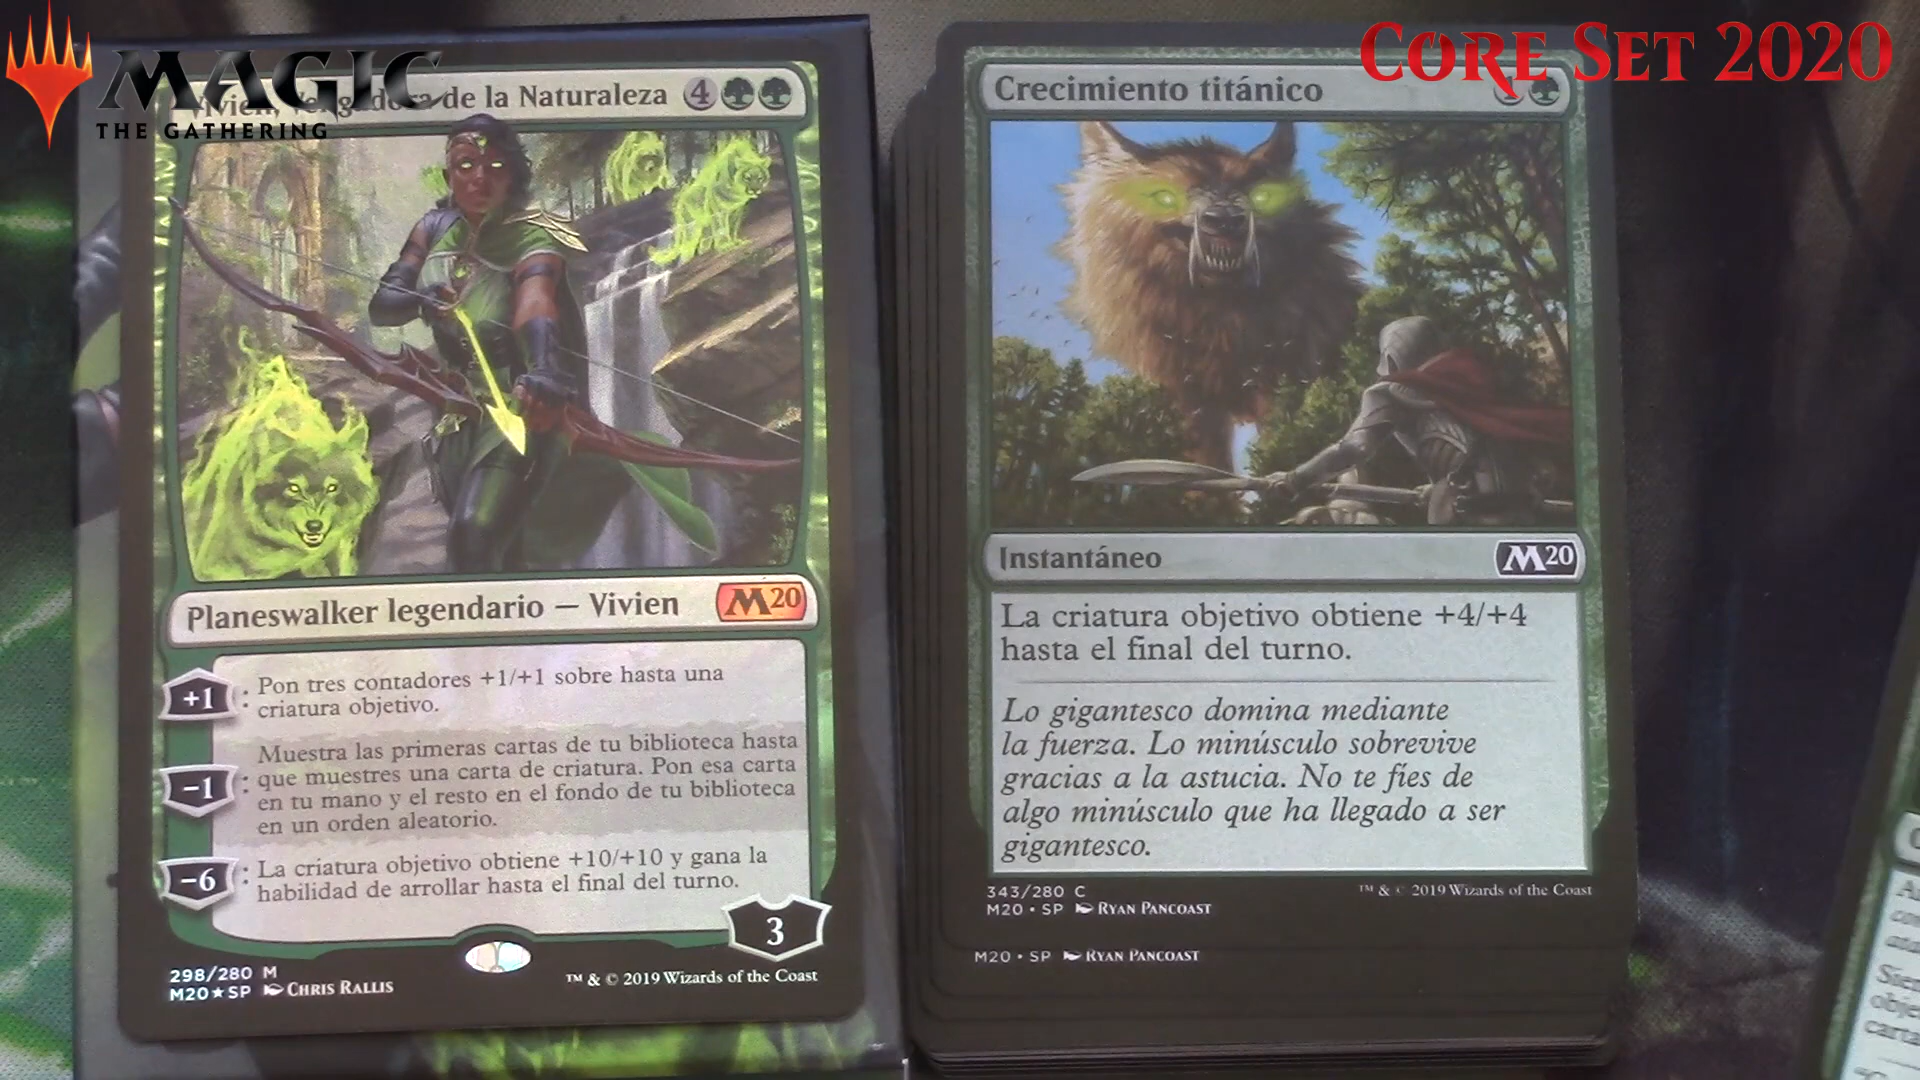 MAGIC
THE GATHERING
CORE SET 2020
de la Naturaleza 4
Planeswalker legendario — Vivien M20
+1 : Pon tres contadores +1/+1 sobre hasta una
criatura objetivo.
Muestra las primeras cartas de tu biblioteca hasta
-1 : que muestres una carta de criatura. Pon esa carta
en tu mano y el resto en el fondo de tu biblioteca
en un orden aleatorio.
-6 : La criatura objetivo obtiene +10/+10 y gana la
habilidad de arrollar hasta el final del turno.
3
298/280 M
M20★SP CHRIS RALLIS
™ & © 2019 Wizards of the Coast
Crecimiento titánico
Instantáneo M20
La criatura objetivo obtiene +4/+4
hasta el final del turno.
Lo gigantesco domina mediante
la fuerza. Lo minúsculo sobrevive
gracias a la astucia. No te fíes de
algo minúsculo que ha llegado a ser
gigantesco.
343/280 C
M20 • SP RYAN PANCOAST
™ & © 2019 Wizards of the Coast
M20 • SP RYAN PANCOAST